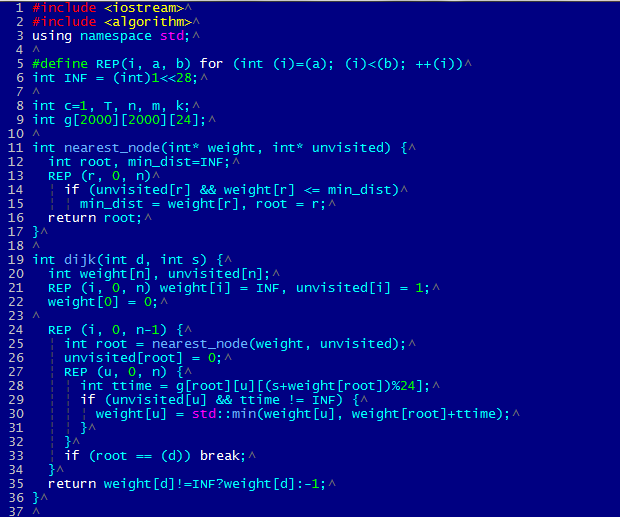 1 #include <iostream>^
2 #include <algorithm>^
3 using namespace std;^
4 ^
5 #define REP(i, a, b) for (int (i)=(a); (i)<(b); ++(i))^
6 int INF = (int)1<<28;^
7 ^
8 int c=1, T, n, m, k;^
9 int g[2000][2000][24];^
10 ^
11 int nearest_node(int* weight, int* unvisited) {^
12   int root, min_dist=INF;^
13   REP (r, 0, n)^
14   ¦ if (unvisited[r] && weight[r] <= min_dist)^
15   ¦ ¦ min_dist = weight[r], root = r;^
16   return root;^
17 }^
18 ^
19 int dijk(int d, int s) {^
20   int weight[n], unvisited[n];^
21   REP (i, 0, n) weight[i] = INF, unvisited[i] = 1;^
22   weight[0] = 0;^
23 ^
24   REP (i, 0, n-1) {^
25   ¦ int root = nearest_node(weight, unvisited);^
26   ¦ unvisited[root] = 0;^
27   ¦ REP (u, 0, n) {^
28   ¦ ¦ int ttime = g[root][u][(s+weight[root])%24];^
29   ¦ ¦ if (unvisited[u] && ttime != INF) {^
30   ¦ ¦ ¦ weight[u] = std::min(weight[u], weight[root]+ttime);^
31   ¦ ¦ }^
32   ¦ }^
33   ¦ if (root == (d)) break;^
34   }^
35   return weight[d]!=INF?weight[d]:-1;^
36 }^
37 ^